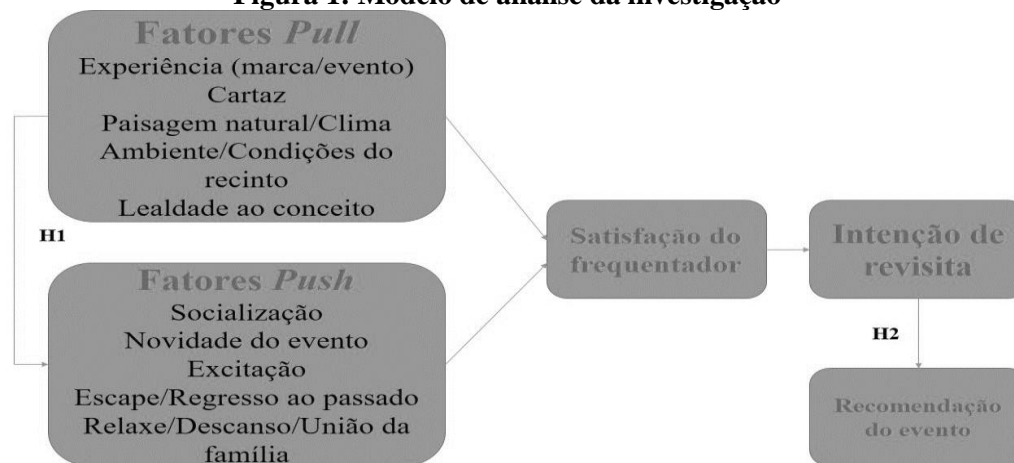 Figura 1: Modelo de análise da investigação
Fatores Pull
Experiência (marca/evento)
Cartaz
Paisagem natural/Clima
Ambiente/Condições do
recinto
Lealdade ao conceito
H1
Fatores Push
Socialização
Novidade do evento
Excitação
Escape/Regresso ao passado
Relaxe/Descanso/União da
família
Satisfação do
frequentador
Intenção de
revisita
H2
Recomendação
do evento